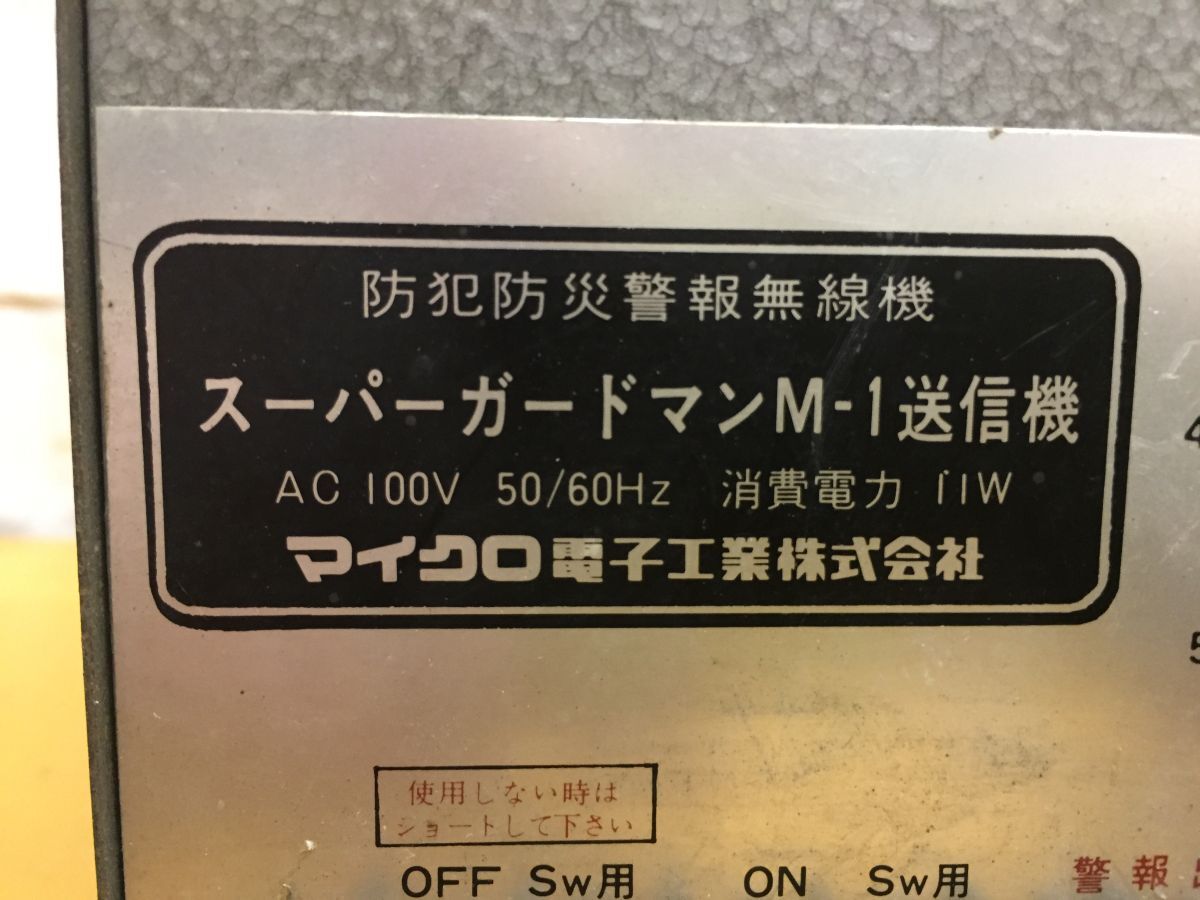 防犯防災警報無線機
スーパーガードマンM-1送信機
AC 100V 50/60Hz 消費電力 11W
マイクロ電子工業株式会社
使用しない時は
ショートして下さい
OFF Sw用 ON Sw用 警報